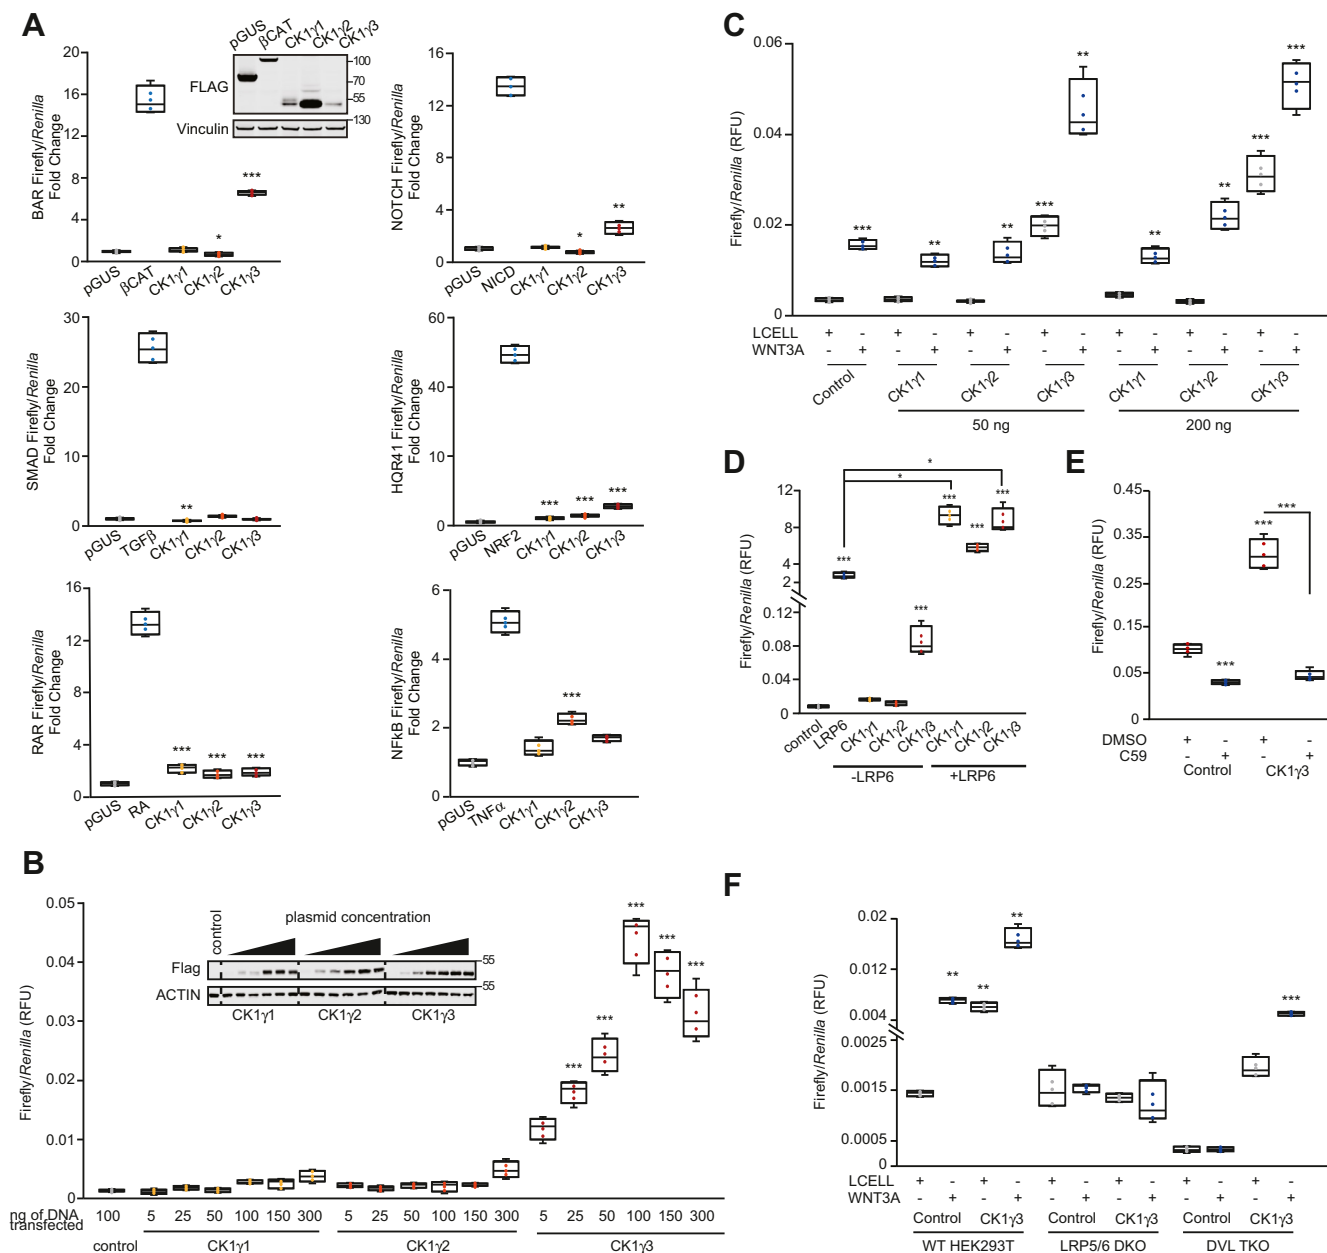 A
BAR Firefly/Renilla
Fold Change
20
16
12
8
4
0
pGUS
βCAT
CK1γ1
CK1γ2
CK1γ3
***
*
pGUS
βCAT
CK1γ1
CK1γ2
CK1γ3
FLAG
100
70
55
130
Vinculin
NOTCH Firefly/Renilla
Fold Change
16
12
8
4
0
*
**
pGUS
NICD
CK1γ1
CK1γ2
CK1γ3
SMAD Firefly/Renilla
Fold Change
30
20
10
0
**
pGUS
TGFβ
CK1γ1
CK1γ2
CK1γ3
HQR41 Firefly/Renilla
Fold Change
60
40
20
0
***
***
***
pGUS
NRF2
CK1γ1
CK1γ2
CK1γ3
RAR Firefly/Renilla
Fold Change
16
12
8
4
0
***
***
***
pGUS
RA
CK1γ1
CK1γ2
CK1γ3
NFkB Firefly/Renilla
Fold Change
6
4
2
0
***
pGUS
TNFα
CK1γ1
CK1γ2
CK1γ3
B
Firefly/Renilla (RFU)
0.05
0.04
0.03
0.02
0.01
0
control
plasmid concentration
Flag
55
ACTIN
55
CK1γ1
CK1γ2
CK1γ3
***
***
***
***
***
ng of DNA
transfected
100
5 25 50 100 150 300
5 25 50 100 150 300
5 25 50 100 150 300
control
CK1γ1
CK1γ2
CK1γ3
C
Firefly/Renilla (RFU)
0.06
0.04
0.02
0
***
**
**
***
**
**
**
***
***
LCELL + - + - + - + - + - + - + -
WNT3A - + - + - + - + - + - + - +
Control
CK1γ1
CK1γ2
CK1γ3
CK1γ1
CK1γ2
CK1γ3
50 ng
200 ng
D
Firefly/Renilla (RFU)
12
8
4
2
0.12
0.08
0.04
0
*
*
***
***
***
***
***
control
LRP6
CK1γ1
CK1γ2
CK1γ3
CK1γ1
CK1γ2
CK1γ3
-LRP6
+LRP6
E
Firefly/Renilla (RFU)
0.45
0.35
0.25
0.15
0.05
0
***
***
***
DMSO + - + -
C59 - + - +
Control
CK1γ3
F
Firefly/Renilla (RFU)
0.02
0.012
0.004
0.0025
0.0015
0.0005
0
**
**
**
***
LCELL + - + - + - + - + - + -
WNT3A - + - + - + - + - + - +
Control
CK1γ3
Control
CK1γ3
Control
CK1γ3
WT HEK293T
LRP5/6 DKO
DVL TKO